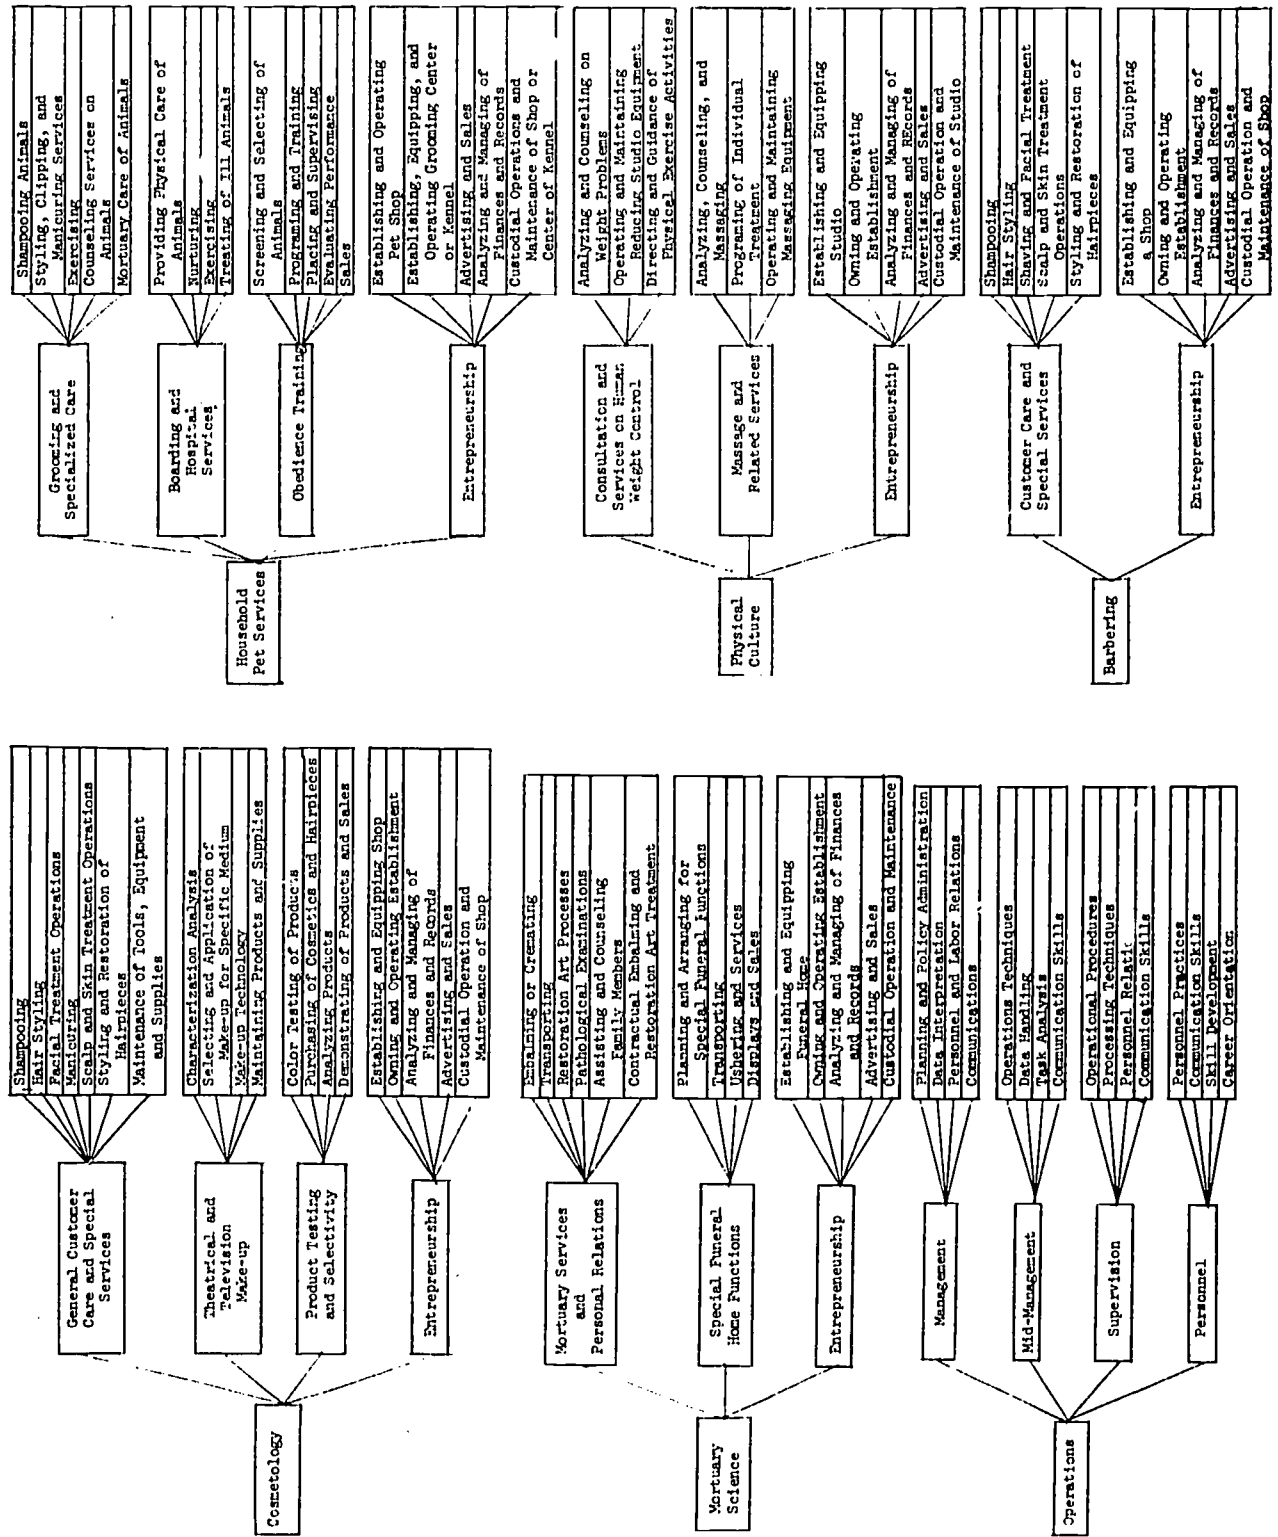 Cosmetology
General Customer
Care and Special
Services
Shampooing
Hair Styling
Facial Treatment Operations
Manicuring
Scalp and Skin Treatment Operations
Styling and Restoration of
Hairpieces
Maintenance of Tools, Equipment
and Supplies
Theatrical and
Television
Make-up
Characterization Analysis
Selecting and Application of
Make-up for Specific Medium
Make-up Technology
Maintaining Products and Supplies
Product Testing
and Selectivity
Color Testing of Products
Purchasing of Cosmetics and Hairpieces
Analyzing Products
Demonstrating of Products and Sales
Entrepreneurship
Establishing and Equipping Shop
Owning and Operating Establishment
Analyzing and Managing of
Finances and Records
Advertising and Sales
Custodial Operation and
Maintenance of Shop
Mortuary
Science
Mortuary Services
and
Personal Relations
Embalming or Cremating
Transporting
Restoration Art Processes
Pathological Examinations
Assisting and Counseling
Family Members
Contractual Embalming and
Restoration Art Treatment
Special Funeral
Home Functions
Planning and Arranging for
Special Funeral Functions
Transporting
Ushering and Services
Displays and Sales
Entrepreneurship
Establishing and Equipping
Funeral Home
Owning and Operating Establishment
Analyzing and Managing of Finances
and Records
Advertising and Sales
Custodial Operation and Maintenance
Operations
Management
Planning and Policy Administration
Data Interpretation
Personnel and Labor Relations
Communications
Mid-Management
Operations Techniques
Data Handling
Task Analysis
Communication Skills
Supervision
Operational Procedures
Processing Techniques
Personnel Relatic
Communication Skills
Personnel
Personnel Practices
Communication Skills
Skill Development
Career Orientation
Household
Pet Services
Grooming and
Specialized Care
Shampooing Animals
Styling, Clipping, and
Manicuring Services
Exercising
Counseling Services on
Animals
Mortuary Care of Animals
Boarding and
Hospital
Services
Providing Physical Care of
Animals
Nurturing
Exercising
Treating of Ill Animals
Obedience Training
Screening and Selecting of
Animals
Programing and Training
Placing and Supervising
Evaluating Performance
Sales
Entrepreneurship
Establishing and Operating
Pet Shop
Establishing, Equipping, and
Operating Grooming Center
or Kennel
Advertising and Sales
Analyzing and Managing of
Finances and Records
Custodial Operations and
Maintenance of Shop or
Center of Kennel
Physical
Culture
Consultation and
Services on Human
Weight Control
Analyzing and Counseling on
Weight Problems
Operating and Maintaining
Reducing Studio Equipment
Directing and Guidance of
Physical Exercise Activities
Massage and
Related Services
Analyzing, Counseling, and
Massaging
Programing of Individual
Treatment
Operating and Maintaining
Massaging Equipment
Entrepreneurship
Establishing and Equipping
Studio
Owning and Operating
Establishment
Analyzing and Managing of
Finances and Records
Advertising and Sales
Custodial Operation and
Maintenance of Studio
Barbering
Customer Care and
Special Services
Shampooing
Hair Styling
Shaving and Facial Treatment
Scalp and Skin Treatment
Operations
Styling and Restoration of
Hairpieces
Entrepreneurship
Establishing and Equipping
a Shop
Owning and Operating
Establishment
Analyzing and Managing of
Finances and Records
Advertising and Sales
Custodial Operation and
Maintenance of Shop